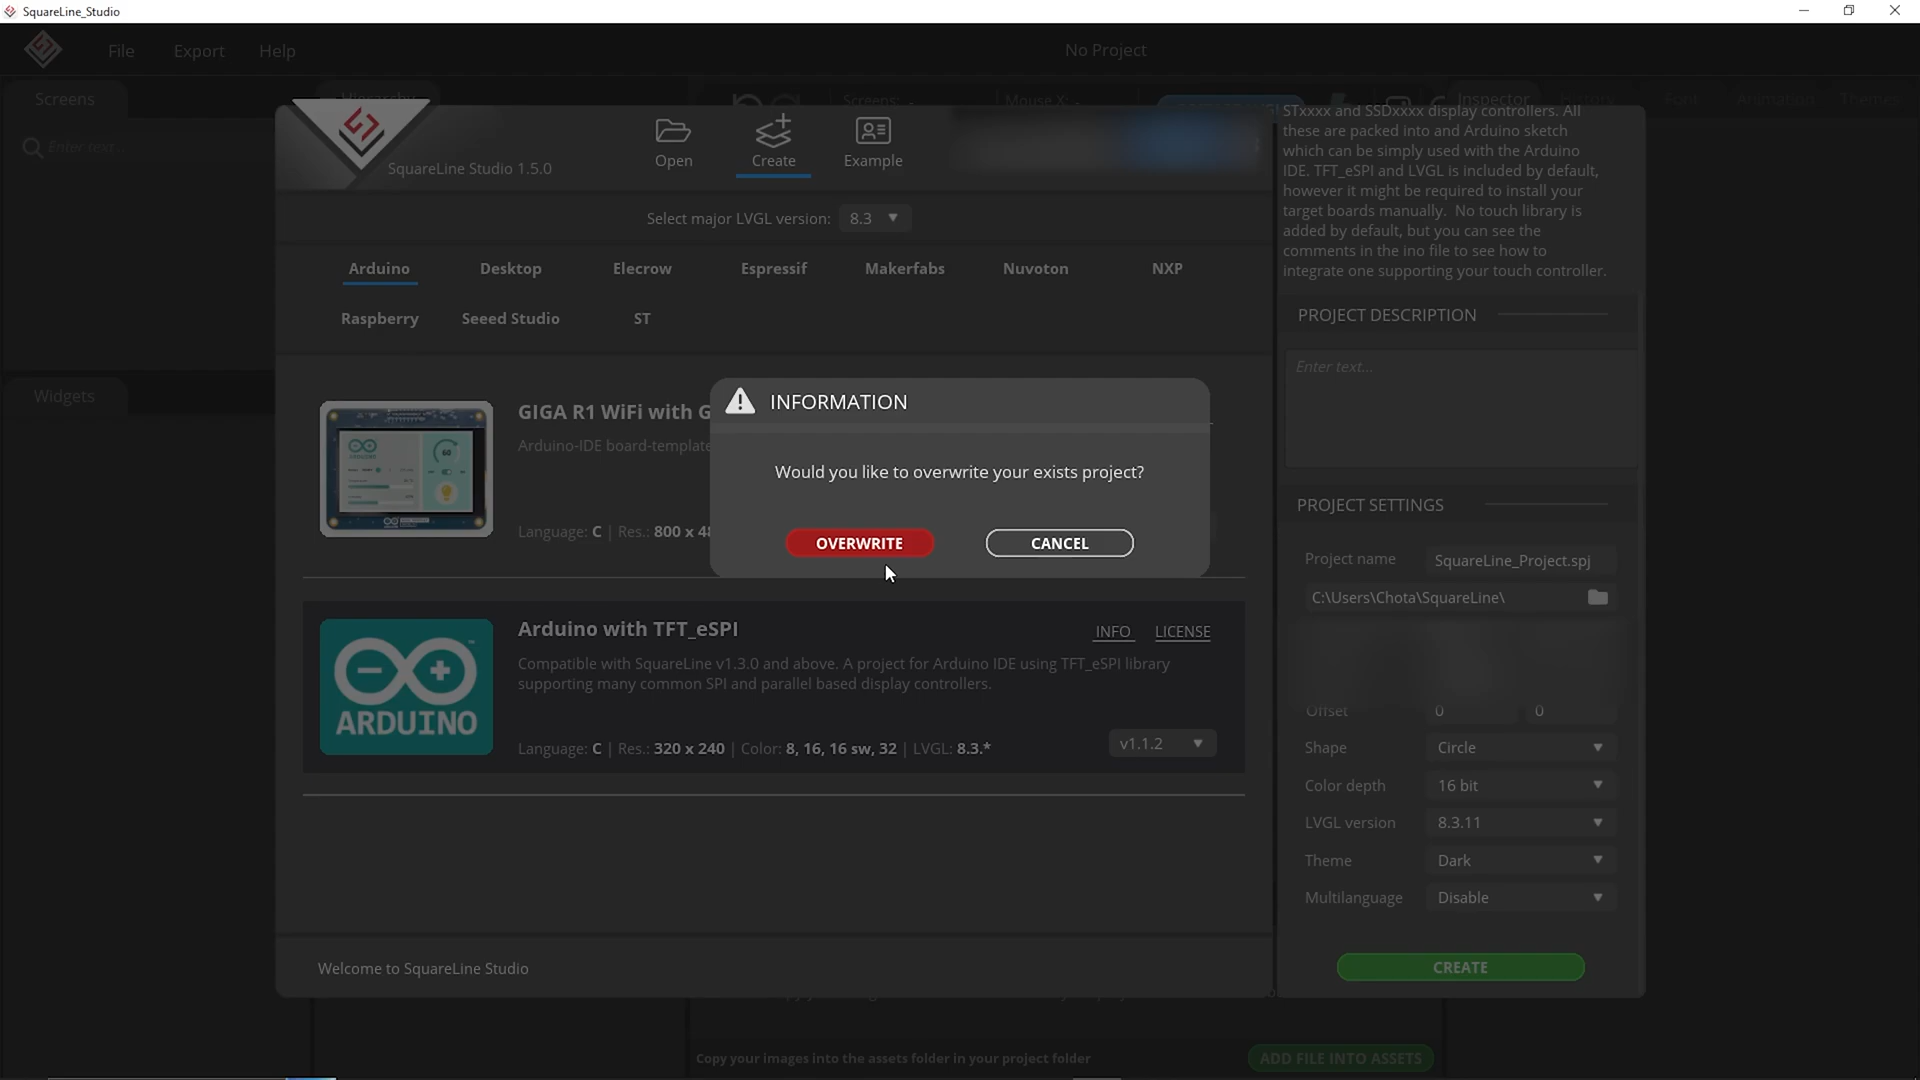 SquareLine_Studio
File
Export
Help
No Project
Screens
Hierarchy
Screens: -
Mouse X: -
Inspector
History
Font
Animation
Themes
Enter text...
SquareLine Studio 1.5.0
Open
Create
Example
Select major LVGL version:
8.3
Arduino
Desktop
Elecrow
Espressif
Makerfabs
Nuvoton
NXP
Raspberry
Seeed Studio
ST
Widgets
GIGA R1 WiFi with G
Arduino-IDE board-template
Language: C | Res.: 800 x 48
INFORMATION
Would you like to overwrite your exists project?
OVERWRITE
CANCEL
ARDUINO
Arduino with TFT_eSPI
INFO
LICENSE
Compatible with SquareLine v1.3.0 and above. A project for Arduino IDE using TFT_eSPI library
supporting many common SPI and parallel based display controllers.
Language: C | Res.: 320 x 240 | Color: 8, 16, 16 sw, 32 | LVGL: 8.3.*
v1.1.2
Welcome to SquareLine Studio
STxxxx and SSDxxxx display controllers. All
these are packed into and Arduino sketch
which can be simply used with the Arduino
IDE. TFT_eSPI and LVGL is included by default,
however it might be required to install your
target boards manually. No touch library is
added by default, but you can see the
comments in the ino file to see how to
integrate one supporting your touch controller.
PROJECT DESCRIPTION
Enter text...
PROJECT SETTINGS
Project name
SquareLine_Project.spj
C:\Users\Chota\SquareLine\
Offset
0
0
Shape
Circle
Color depth
16 bit
LVGL version
8.3.11
Theme
Dark
Multilanguage
Disable
CREATE
Copy your images into the assets folder in your project folder
ADD FILE INTO ASSETS